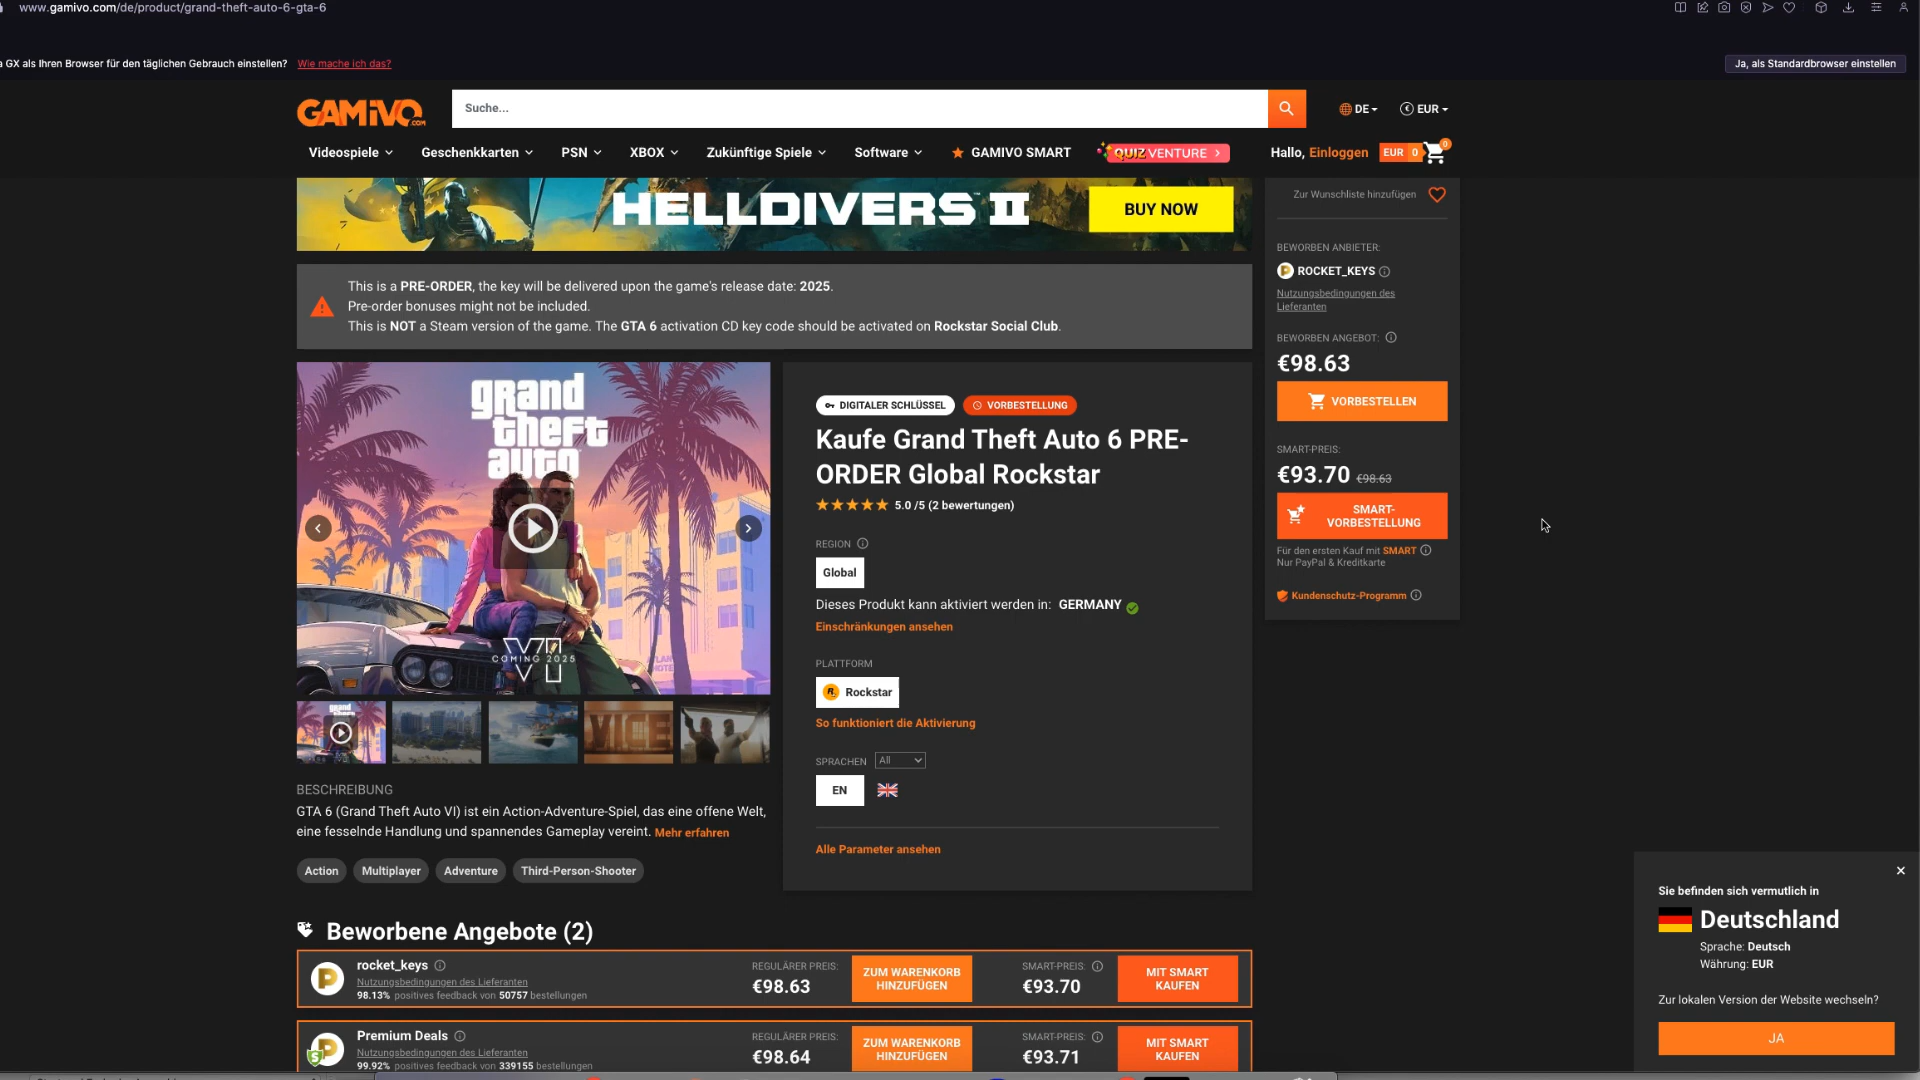 www.gamivo.com/de/product/grand-theft-auto-6-gta-6
GX als Ihren Browser für den täglichen Gebrauch einstellen? Wie mache ich das?
Ja, als Standardbrowser einstellen
GAMIVO.COM
Suche...
DE
EUR
Videospiele
Geschenkkarten
PSN
XBOX
Zukünftige Spiele
Software
GAMIVO SMART
QUIZ VENTURE
Hallo, Einloggen
EUR 0
0
HELLDIVERS II
BUY NOW
Zur Wunschliste hinzufügen
BEWORBEN ANBIETER:
ROCKET_KEYS
Nutzungsbedingungen des
Lieferanten
BEWORBEN ANGEBOT:
€98.63
VORBESTELLEN
SMART-PREIS:
€93.70 €98.63
SMART-
VORBESTELLUNG
Für den ersten Kauf mit SMART
Nur PayPal & Kreditkarte
Kundenschutz-Programm
This is a PRE-ORDER, the key will be delivered upon the game's release date: 2025.
Pre-order bonuses might not be included.
This is NOT a Steam version of the game. The GTA 6 activation CD key code should be activated on Rockstar Social Club.
grand
theft
auto
VI
COMING 2025
grand
VICE
DIGITALER SCHLÜSSEL
VORBESTELLUNG
Kaufe Grand Theft Auto 6 PRE-
ORDER Global Rockstar
5.0 /5 (2 bewertungen)
REGION
Global
Dieses Produkt kann aktiviert werden in: GERMANY
Einschränkungen ansehen
PLATTFORM
Rockstar
So funktioniert die Aktivierung
SPRACHEN All
EN
Alle Parameter ansehen
BESCHREIBUNG
GTA 6 (Grand Theft Auto VI) ist ein Action-Adventure-Spiel, das eine offene Welt,
eine fesselnde Handlung und spannendes Gameplay vereint. Mehr erfahren
Action
Multiplayer
Adventure
Third-Person-Shooter
Beworbene Angebote (2)
rocket_keys
Nutzungsbedingungen des Lieferanten
98.13% positives feedback von 50757 bestellungen
REGULÄRER PREIS:
€98.63
ZUM WARENKORB
HINZUFÜGEN
SMART-PREIS:
€93.70
MIT SMART
KAUFEN
Premium Deals
Nutzungsbedingungen des Lieferanten
99.92% positives feedback von 339155 bestellungen
REGULÄRER PREIS:
€98.64
ZUM WARENKORB
HINZUFÜGEN
SMART-PREIS:
€93.71
MIT SMART
KAUFEN
Sie befinden sich vermutlich in
Deutschland
Sprache: Deutsch
Währung: EUR
Zur lokalen Version der Website wechseln?
JA